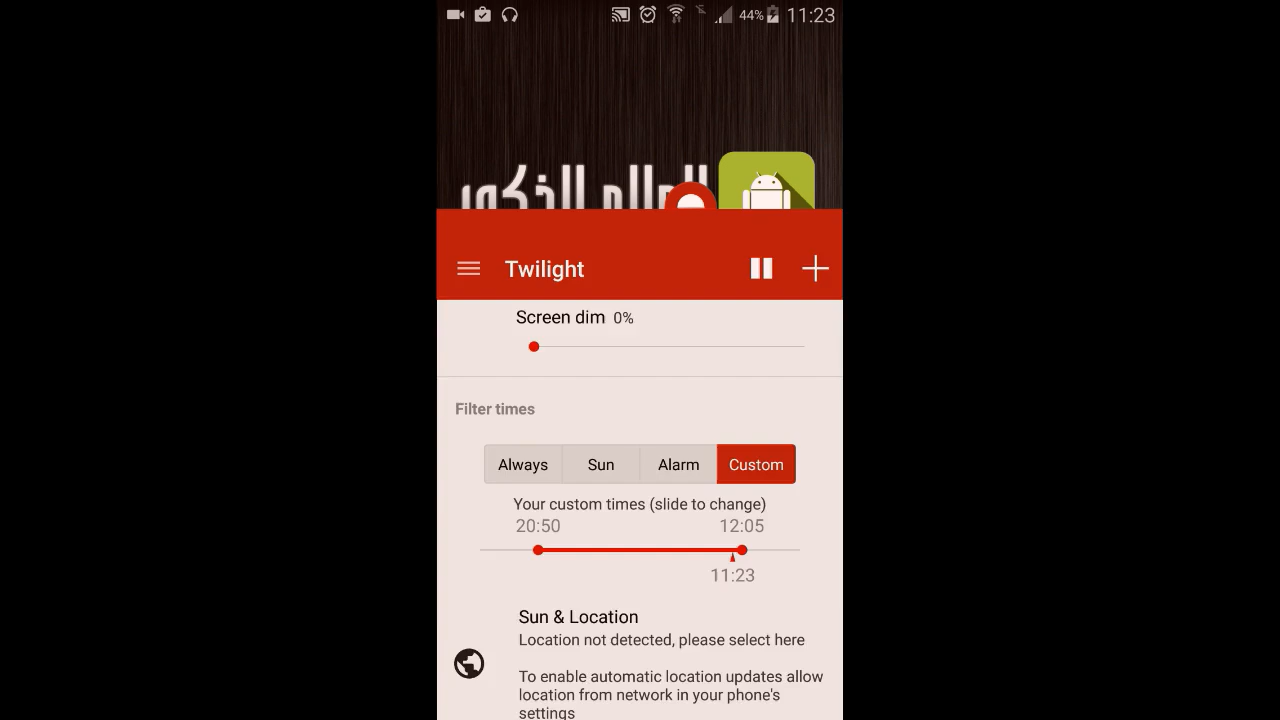 44% 11:23
العالم الذكور
Twilight
Screen dim 0%
Filter times
Always Sun Alarm Custom
Your custom times (slide to change)
20:50 12:05
11:23
Sun & Location
Location not detected, please select here
To enable automatic location updates allow
location from network in your phone's
settings